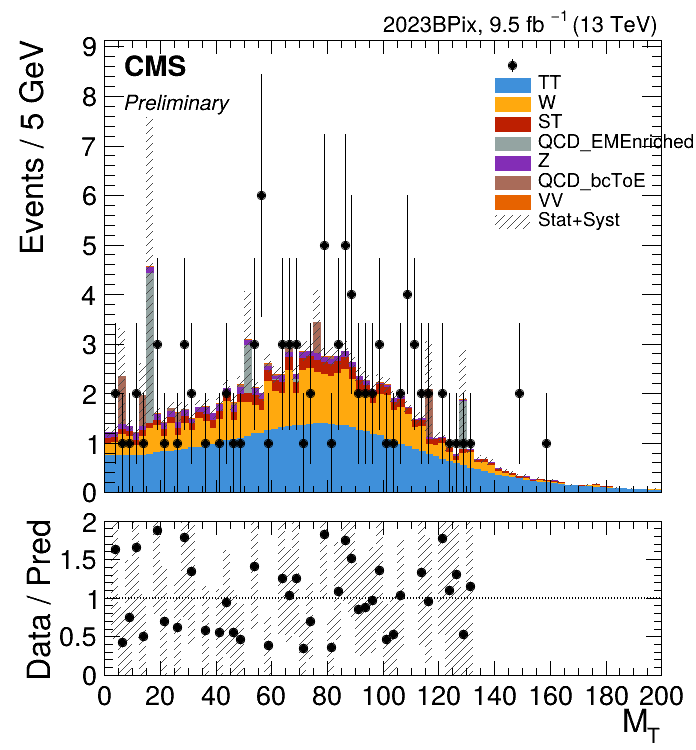 2023BPix, 9.5 fb⁻¹ (13 TeV)
CMS
Preliminary
TT
W
ST
QCD_EMEnriched
Z
QCD_bcToE
VV
Stat+Syst
Events / 5 GeV
9
8
7
6
5
4
3
2
1
0
Data / Pred
2
1.5
1
0.5
0
0 20 40 60 80 100 120 140 160 180 200
M_T